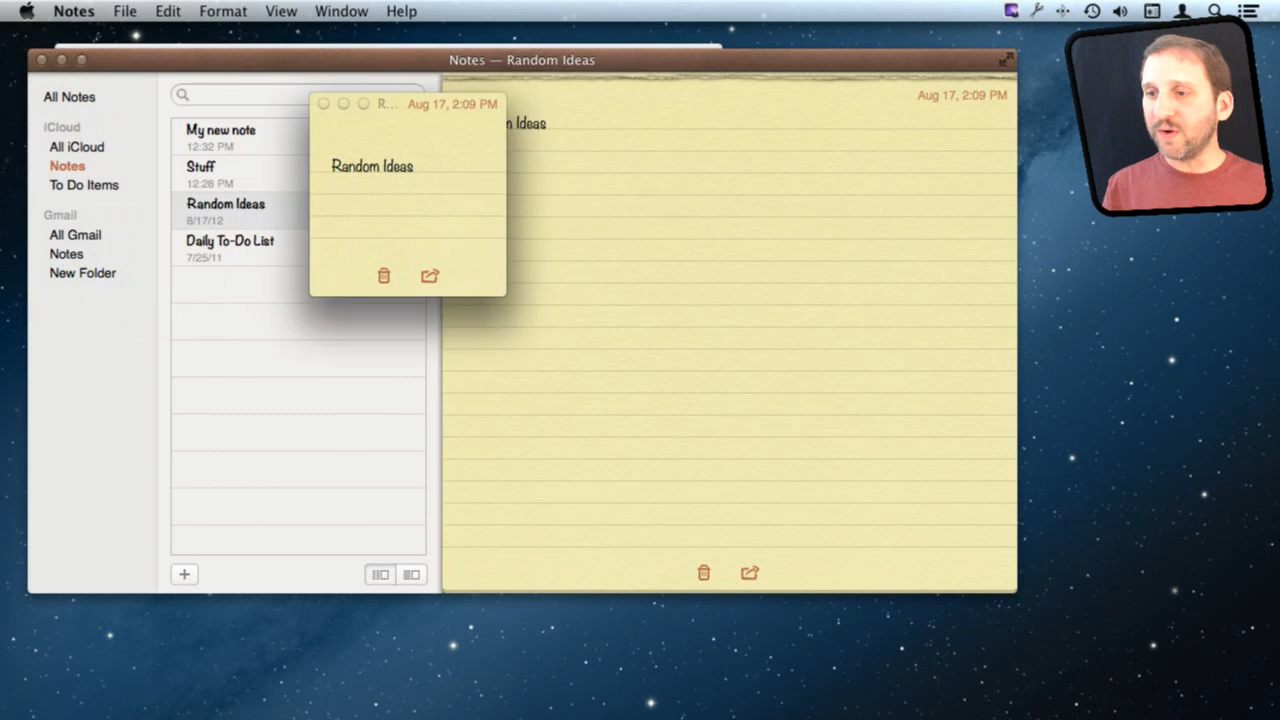 Notes File Edit Format View Window Help
Notes — Random Ideas
All Notes
iCloud
All iCloud
Notes
To Do Items
Gmail
All Gmail
Notes
New Folder
My new note
12:32 PM
Stuff
12:28 PM
Random Ideas
8/17/12
Daily To-Do List
7/25/11
R... Aug 17, 2:09 PM
Random Ideas
Aug 17, 2:09 PM
Ideas